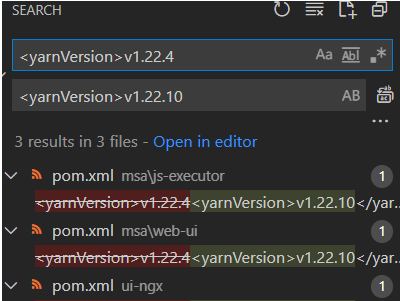 SEARCH
<yarnVersion>v1.22.4 Aa Abl .*
<yarnVersion>v1.22.10 AB
...
3 results in 3 files - Open in editor
pom.xml msa\js-executor 1
<yarnVersion>v1.22.4<yarnVersion>v1.22.10</yar...
pom.xml msa\web-ui 1
<yarnVersion>v1.22.4<yarnVersion>v1.22.10</yar...
pom.xml ui-ngx 1